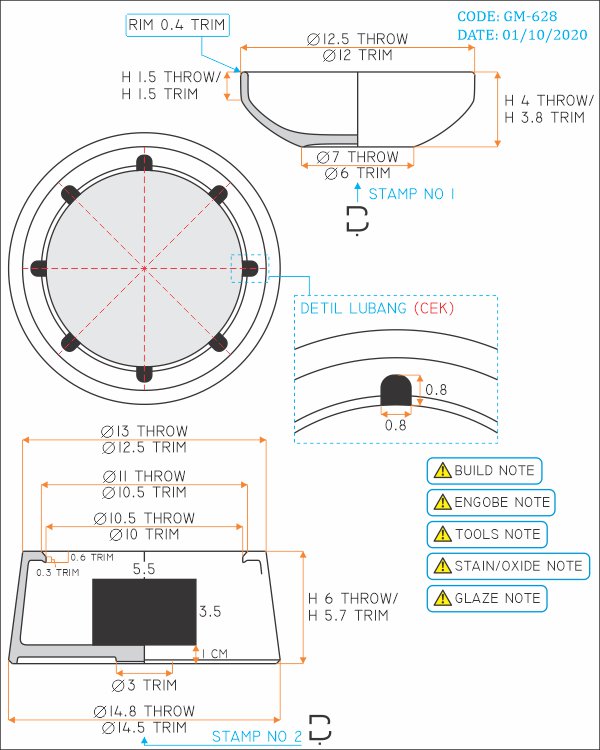 CODE: GM-628
DATE: 01/10/2020
RIM 0.4 TRIM
Ø12.5 THROW
Ø12 TRIM
H 1.5 THROW/
H 1.5 TRIM
H 4 THROW/
H 3.8 TRIM
Ø7 THROW
Ø6 TRIM
STAMP NO 1
DETIL LUBANG (CEK)
0.8
0.8
Ø13 THROW
Ø12.5 TRIM
Ø11 THROW
Ø10.5 TRIM
Ø10.5 THROW
Ø10 TRIM
0.6 TRIM
0.3 TRIM
5.5
3.5
1 CM
H 6 THROW/
H 5.7 TRIM
Ø3 TRIM
Ø14.8 THROW
Ø14.5 TRIM
STAMP NO 2
BUILD NOTE
ENGOBE NOTE
TOOLS NOTE
STAIN/OXIDE NOTE
GLAZE NOTE